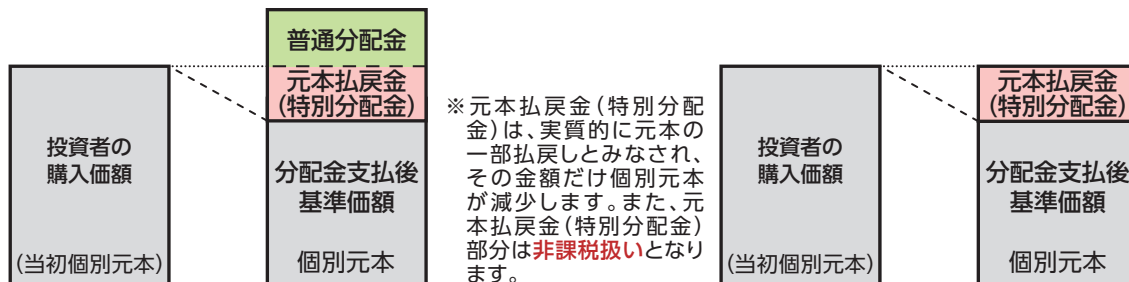 投資者の
購入価額
(当初個別元本)
普通分配金
元本払戻金
(特別分配金)
分配金支払後
基準価額
個別元本
※元本払戻金(特別分配
金)は、実質的に元本の
一部払戻しとみなされ、
その金額だけ個別元本
が減少します。また、元
本払戻金(特別分配金)
部分は非課税扱いとなり
ます。
投資者の
購入価額
(当初個別元本)
元本払戻金
(特別分配金)
分配金支払後
基準価額
個別元本